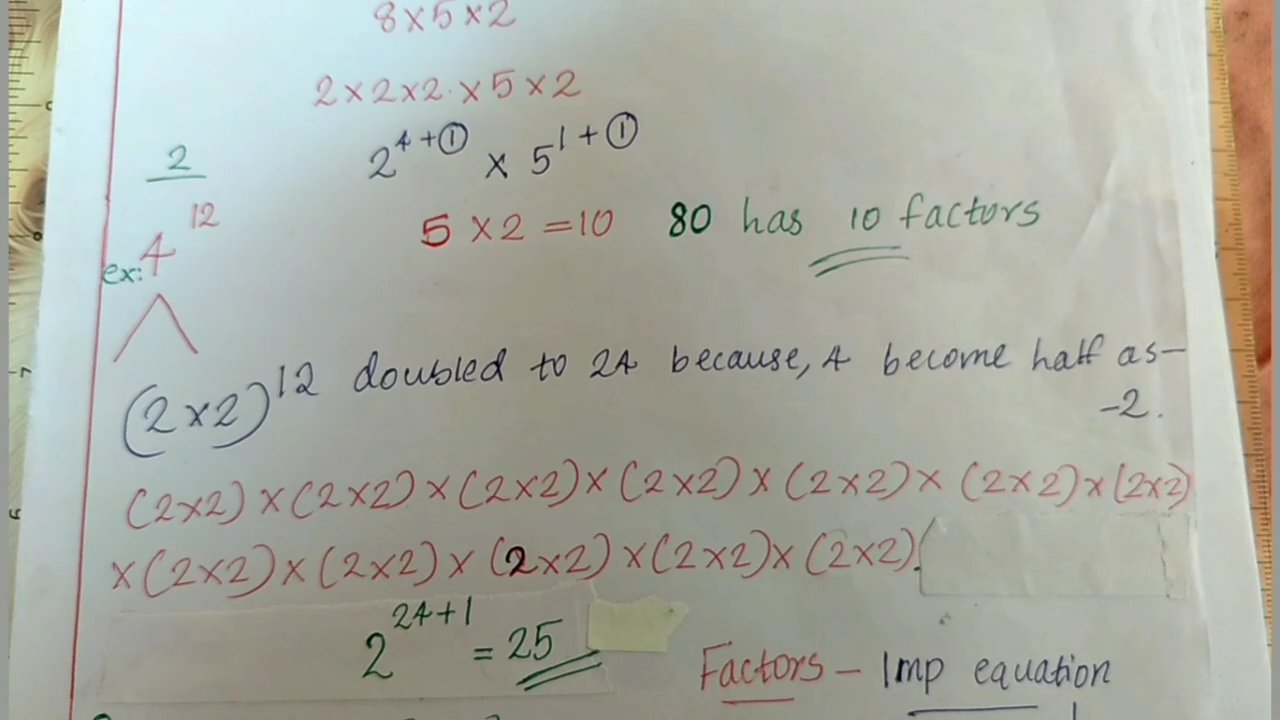 8×5×2
2×2×2×5×2
2^4+① × 5^1+①
5×2=10 80 has 10 factors
2
ex: 4^12
(2×2)^12 doubled to 24 because, 4 become half as-
-2.
(2×2)×(2×2)×(2×2)×(2×2)×(2×2)×(2×2)×(2×2)
×(2×2)×(2×2)×(2×2)×(2×2)×(2×2).
2^24+1 = 25
Factors - Imp equation